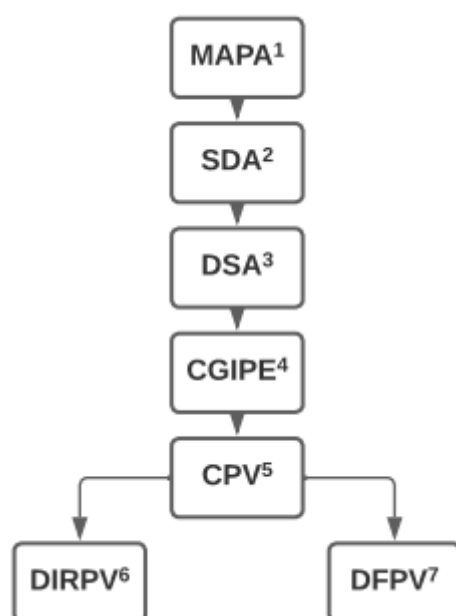 MAPA¹
SDA²
DSA³
CGIPE⁴
CPV⁵
DIRPV⁶ DFPV⁷